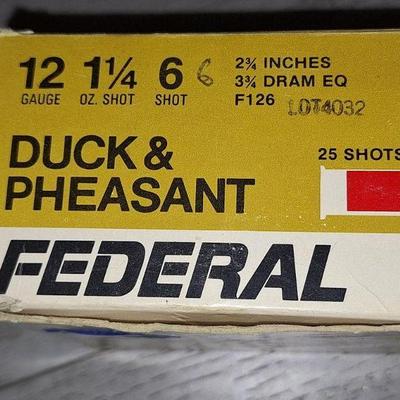 12 1¼ 6 6 2¾ INCHES
GAUGE OZ. SHOT SHOT 3¾ DRAM EQ
F126 LOT4032
DUCK & 25 SHOTS
PHEASANT
FEDERAL